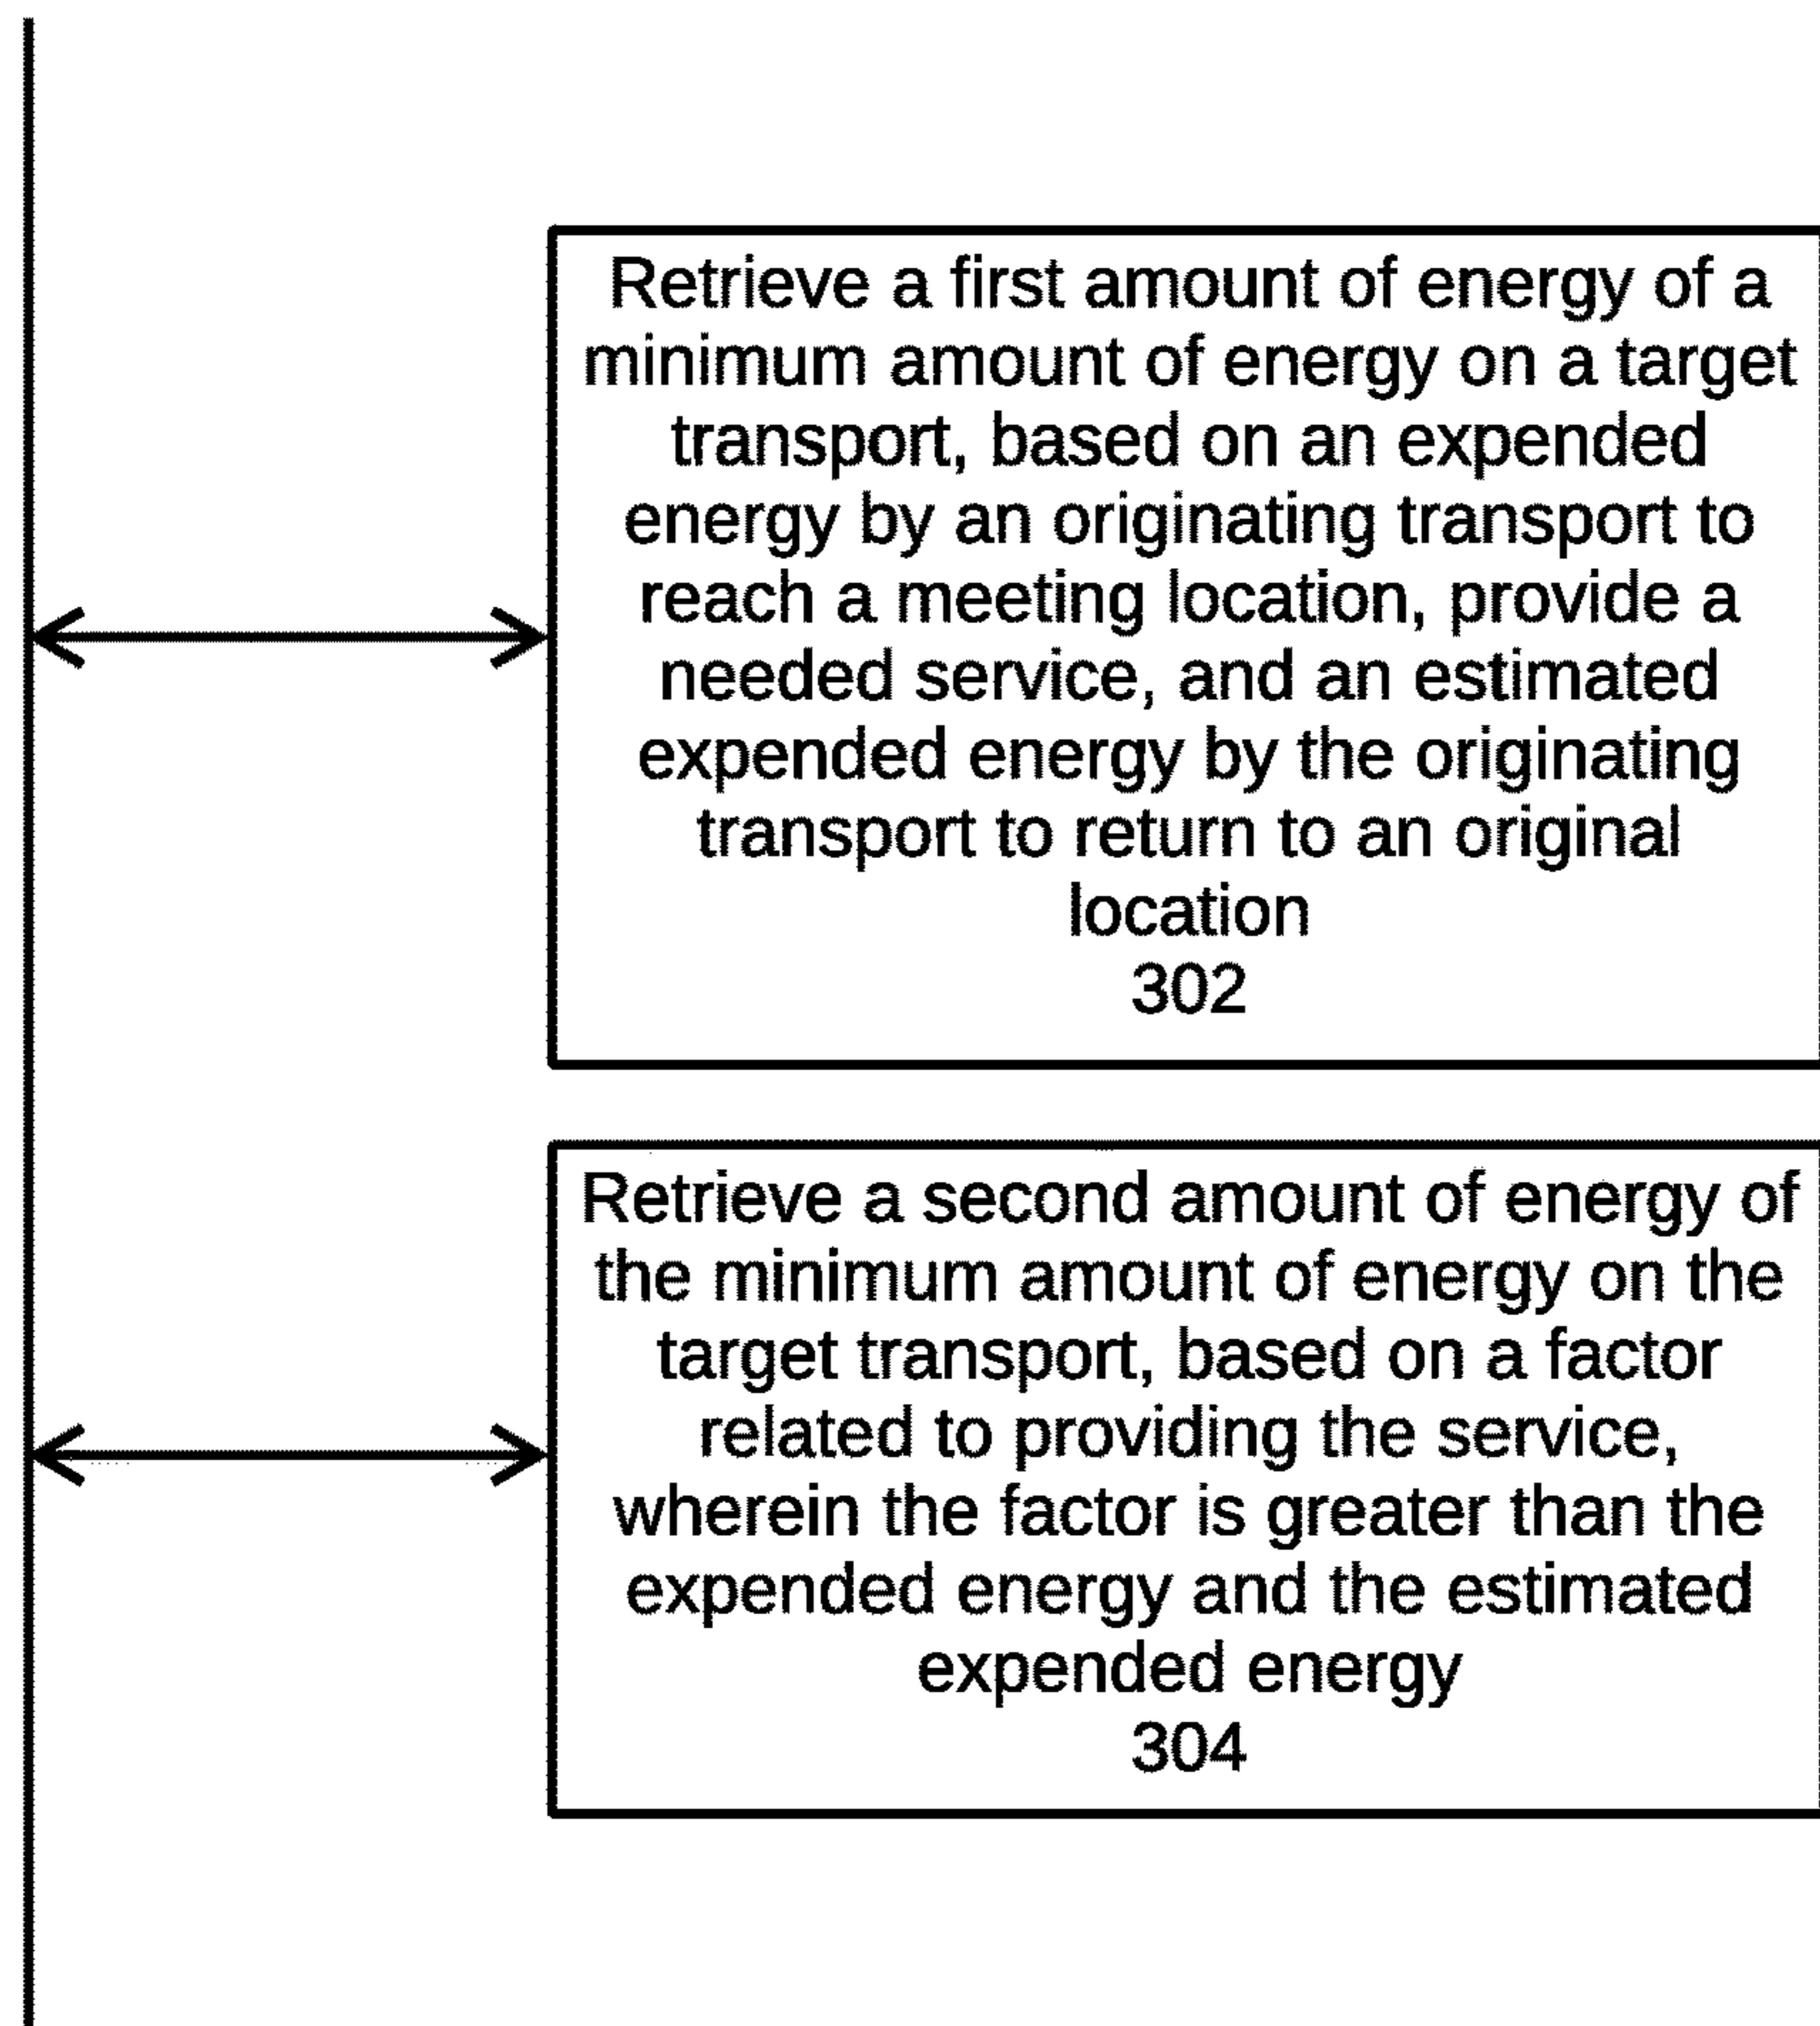 Retrieve a first amount of energy of a
minimum amount of energy on a target
transport, based on an expended
energy by an originating transport to
reach a meeting location, provide a
needed service, and an estimated
expended energy by the originating
transport to return to an original
location
302
Retrieve a second amount of energy of
the minimum amount of energy on the
target transport, based on a factor
related to providing the service,
wherein the factor is greater than the
expended energy and the estimated
expended energy
304